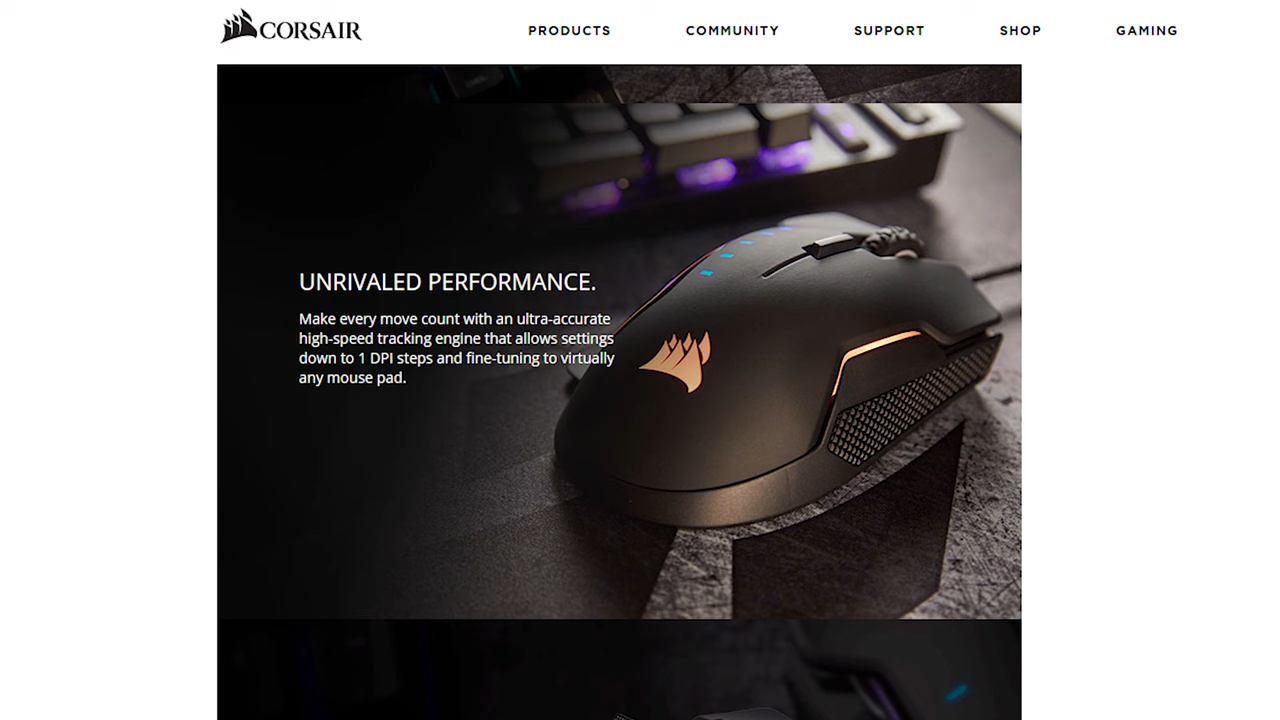 CORSAIR
PRODUCTS
COMMUNITY
SUPPORT
SHOP
GAMING
UNRIVALED PERFORMANCE.
Make every move count with an ultra-accurate
high-speed tracking engine that allows settings
down to 1 DPI steps and fine-tuning to virtually
any mouse pad.